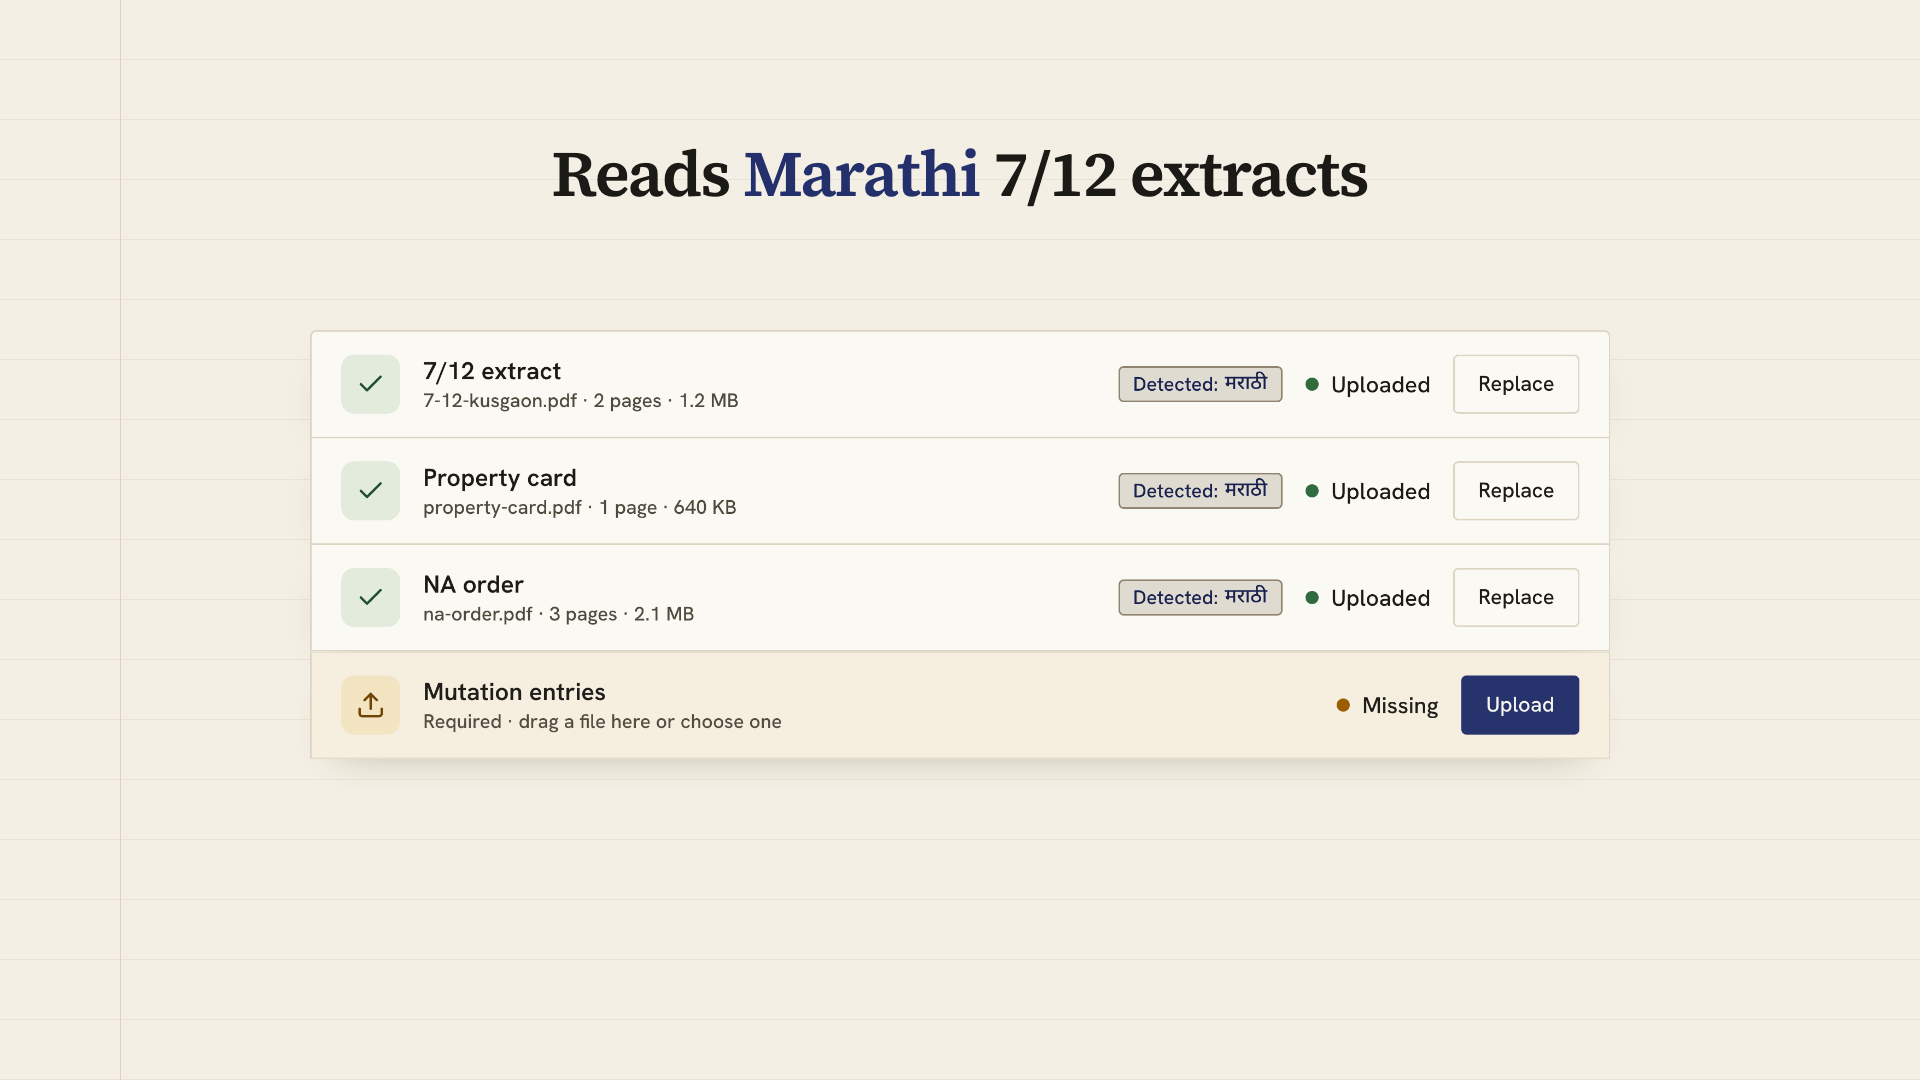 Reads Marathi 7/12 extracts
7/12 extract
7-12-kusgaon.pdf · 2 pages · 1.2 MB
Detected: मराठी
Uploaded
Replace
Property card
property-card.pdf · 1 page · 640 KB
Detected: मराठी
Uploaded
Replace
NA order
na-order.pdf · 3 pages · 2.1 MB
Detected: मराठी
Uploaded
Replace
Mutation entries
Required · drag a file here or choose one
Missing
Upload